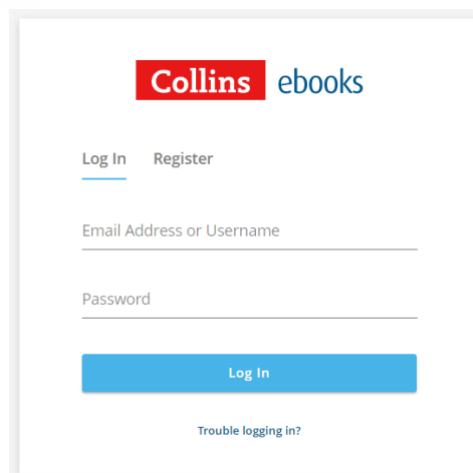 Collins ebooks
Log In Register
Email Address or Username
Password
Log In
Trouble logging in?